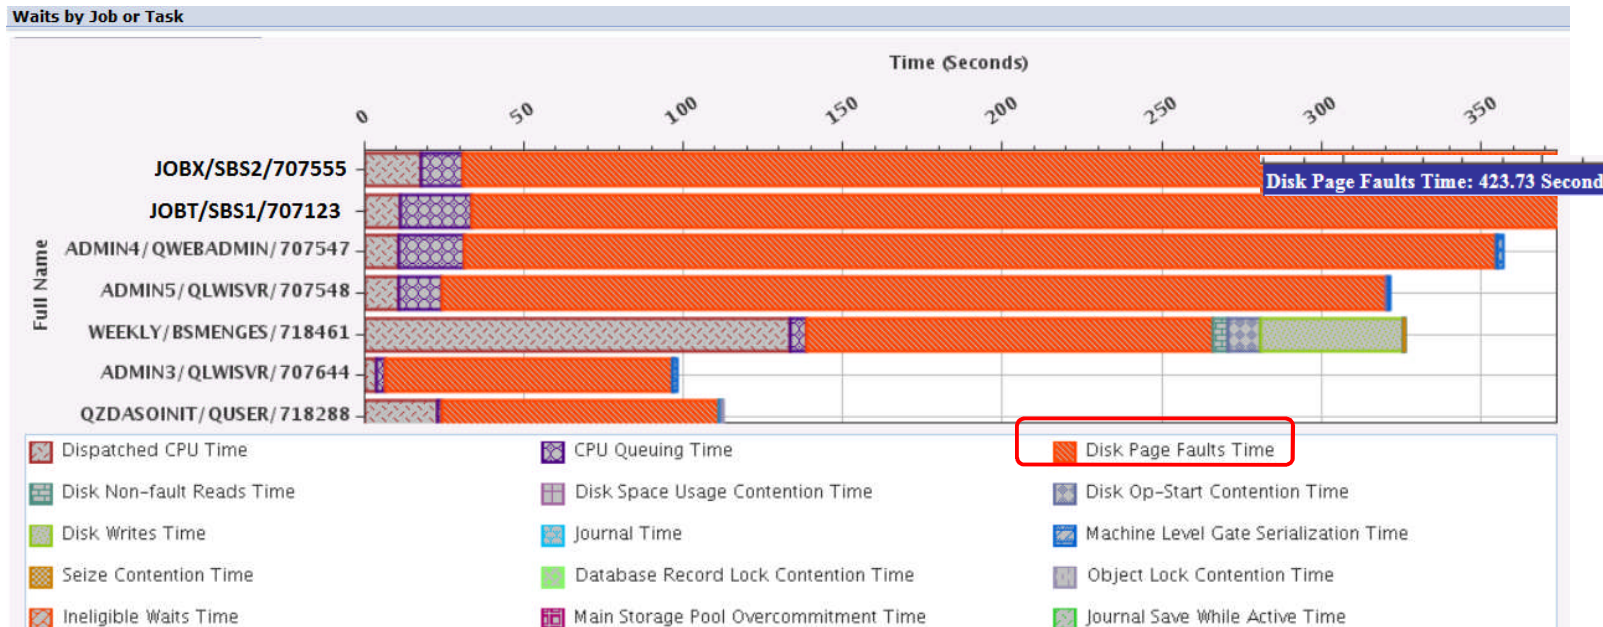 Waits by Job or Task
Time (Seconds)
0 50 100 150 200 250 300 350
Full Name
JOBX/SBS2/707555
Disk Page Faults Time: 423.73 Second
JOBT/SBS1/707123
ADMIN4/QWEBADMIN/707547
ADMIN5/QLWISVR/707548
WEEKLY/BSMENGES/718461
ADMIN3/QLWISVR/707644
QZDASOINIT/QUSER/718288
Dispatched CPU Time CPU Queuing Time Disk Page Faults Time
Disk Non-fault Reads Time Disk Space Usage Contention Time Disk Op-Start Contention Time
Disk Writes Time Journal Time Machine Level Gate Serialization Time
Seize Contention Time Database Record Lock Contention Time Object Lock Contention Time
Ineligible Waits Time Main Storage Pool Overcommitment Time Journal Save While Active Time